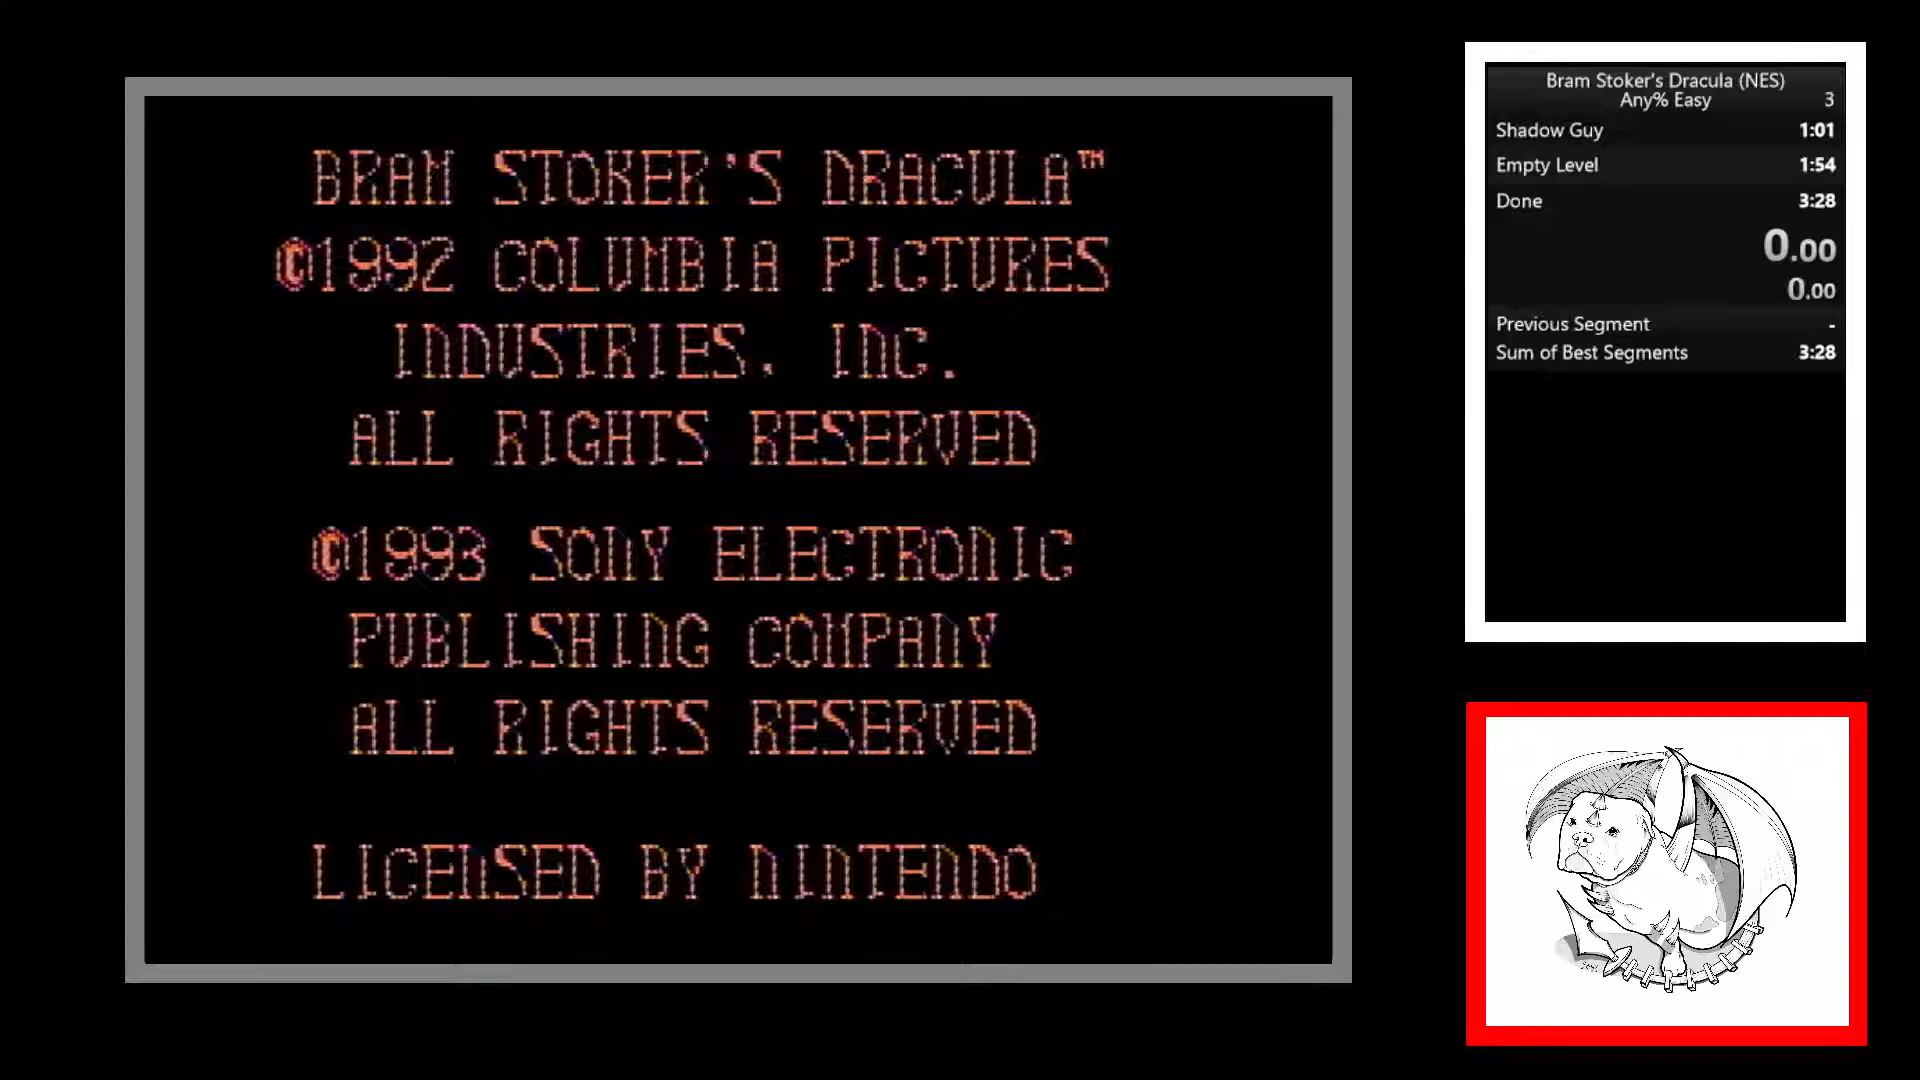 BRAM STOKER'S DRACULA™
©1992 COLUMBIA PICTURES
INDUSTRIES, INC.
ALL RIGHTS RESERVED
©1993 SONY ELECTRONIC
PUBLISHING COMPANY
ALL RIGHTS RESERVED
LICENSED BY NINTENDO
Bram Stoker's Dracula (NES)
Any% Easy 3
Shadow Guy 1:01
Empty Level 1:54
Done 3:28
0.00
0.00
Previous Segment -
Sum of Best Segments 3:28